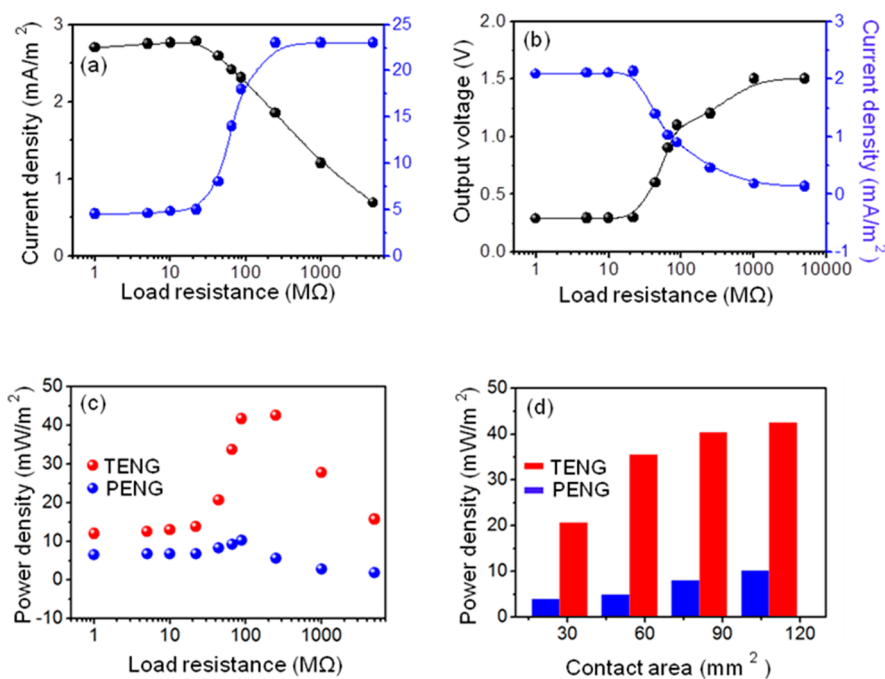 (a)
Current density (mA/m²)
3
2
1
0
25
20
15
10
5
0
1 10 100 1000
Load resistance (MΩ)
(b)
Output voltage (V)
2.0
1.5
1.0
0.5
0.0
3
2
1
0
-1
Current density (mA/m²)
1 10 100 1000 10000
Load resistance (MΩ)
(c)
Power density (mW/m²)
50
40
30
20
10
0
-10
TENG
PENG
1 10 100 1000
Load resistance (MΩ)
(d)
Power density (mW/m²)
50
40
30
20
10
0
TENG
PENG
30 60 90 120
Contact area (mm²)